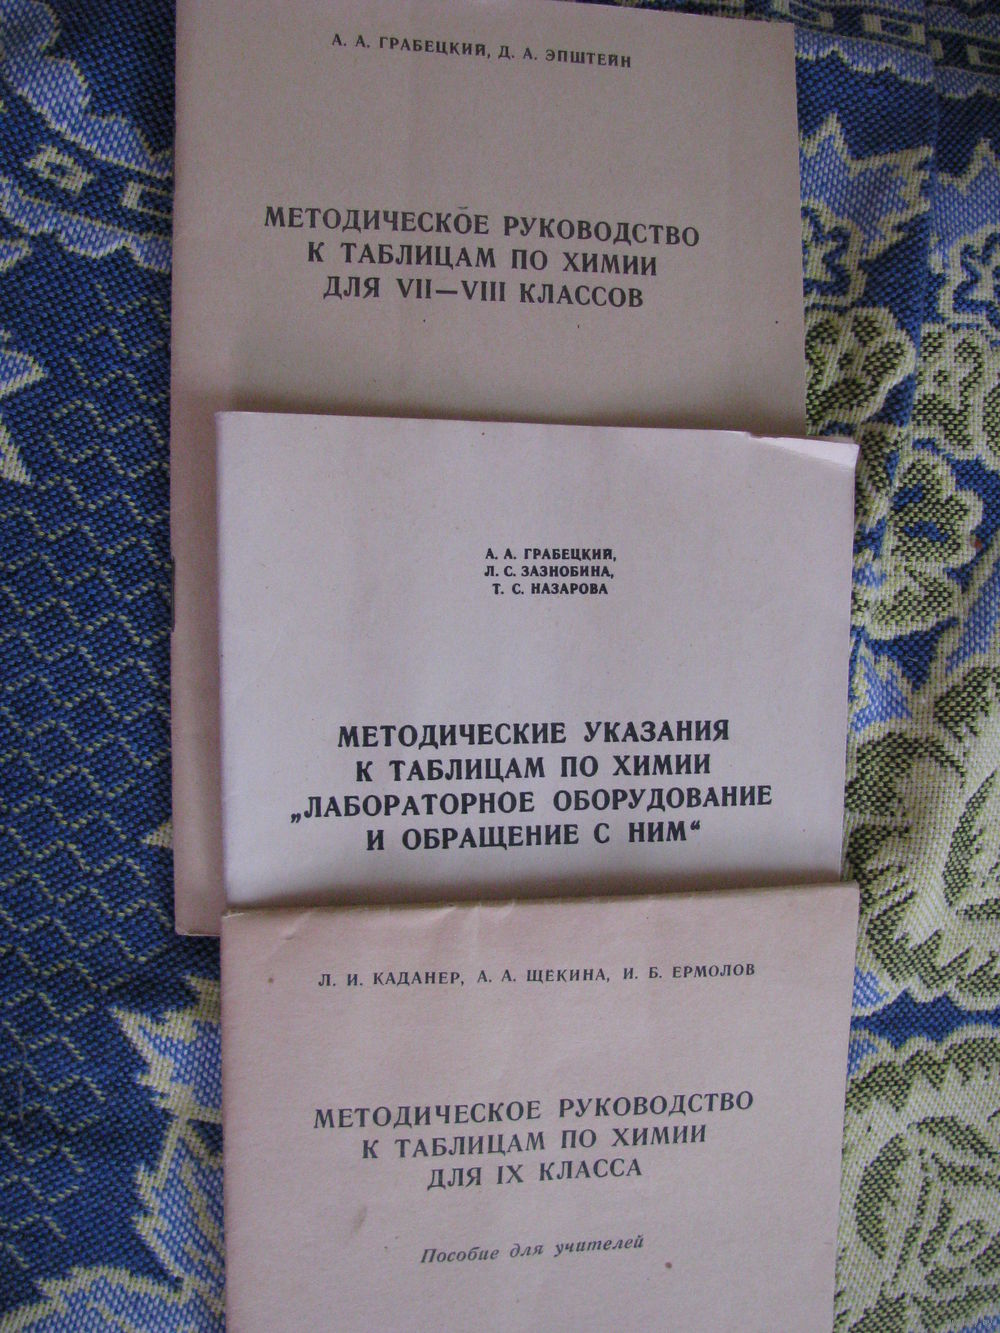 А. А. ГРАБЕЦКИЙ, Д. А. ЭПШТЕЙН
МЕТОДИЧЕСКОЕ РУКОВОДСТВО
К ТАБЛИЦАМ ПО ХИМИИ
ДЛЯ VII—VIII КЛАССОВ
А. А. ГРАБЕЦКИЙ,
Л. С. ЗАЗНОБИНА,
Т. С. НАЗАРОВА
МЕТОДИЧЕСКИЕ УКАЗАНИЯ
К ТАБЛИЦАМ ПО ХИМИИ
„ЛАБОРАТОРНОЕ ОБОРУДОВАНИЕ
И ОБРАЩЕНИЕ С НИМ“
Л. И. КАДАНЕР, А. А. ЩЕКИНА, И. Б. ЕРМОЛОВ
МЕТОДИЧЕСКОЕ РУКОВОДСТВО
К ТАБЛИЦАМ ПО ХИМИИ
ДЛЯ IX КЛАССА
Пособие для учителей